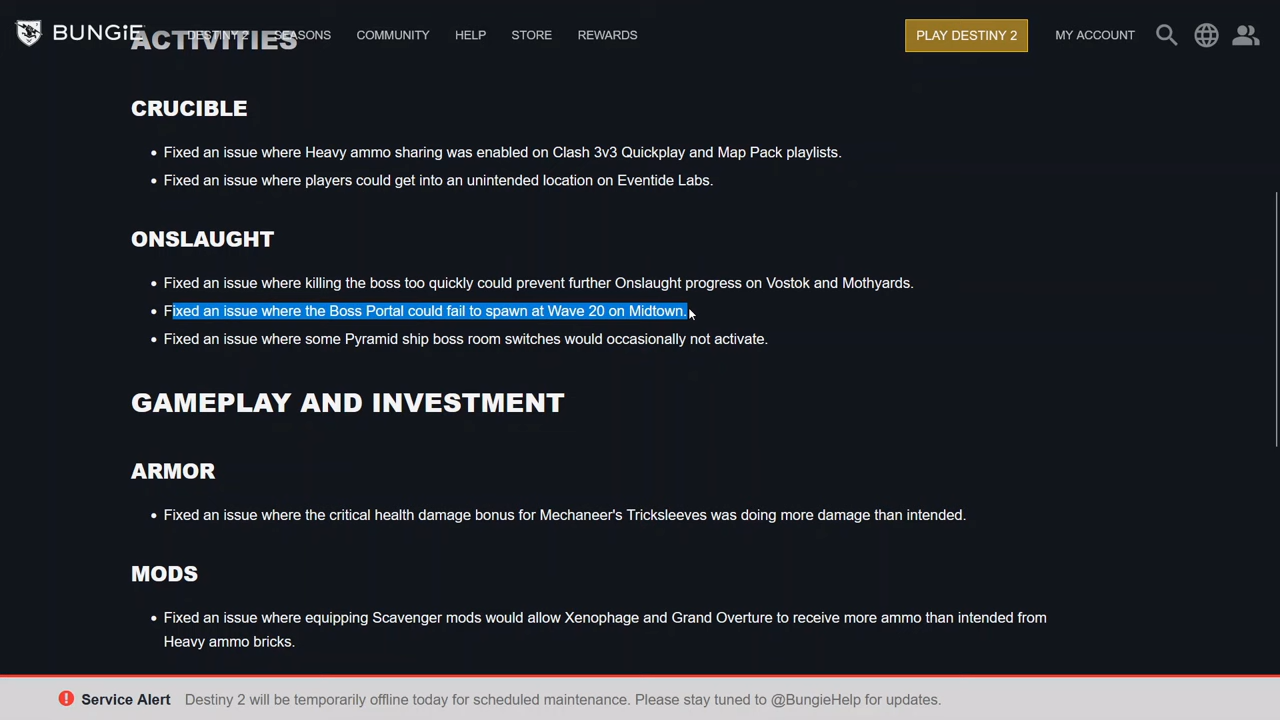 BUNGiE
DESTINY 2 SEASONS COMMUNITY HELP STORE REWARDS PLAY DESTINY 2 MY ACCOUNT
ACTIVITIES
CRUCIBLE
• Fixed an issue where Heavy ammo sharing was enabled on Clash 3v3 Quickplay and Map Pack playlists.
• Fixed an issue where players could get into an unintended location on Eventide Labs.
ONSLAUGHT
• Fixed an issue where killing the boss too quickly could prevent further Onslaught progress on Vostok and Mothyards.
• Fixed an issue where the Boss Portal could fail to spawn at Wave 20 on Midtown.
• Fixed an issue where some Pyramid ship boss room switches would occasionally not activate.
GAMEPLAY AND INVESTMENT
ARMOR
• Fixed an issue where the critical health damage bonus for Mechaneer's Tricksleeves was doing more damage than intended.
MODS
• Fixed an issue where equipping Scavenger mods would allow Xenophage and Grand Overture to receive more ammo than intended from
Heavy ammo bricks.
Service Alert Destiny 2 will be temporarily offline today for scheduled maintenance. Please stay tuned to @BungieHelp for updates.